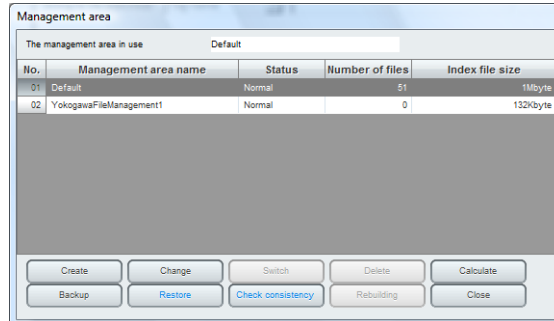 Management area
The management area in use Default
No. Management area name Status Number of files Index file size
01 Default Normal 51 1Mbyte
02 YokogawaFileManagement1 Normal 0 132Kbyte
Create Change Switch Delete Calculate
Backup Restore Check consistency Rebuilding Close